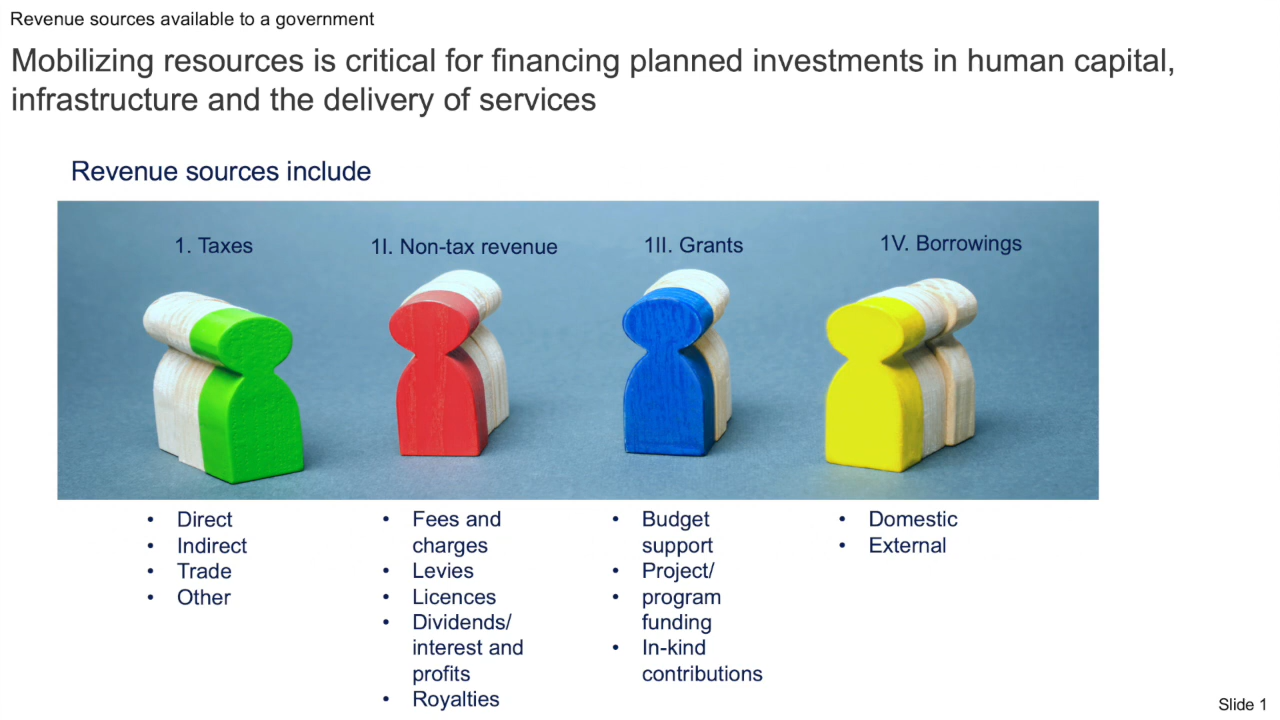 Revenue sources available to a government
Mobilizing resources is critical for financing planned investments in human capital,
infrastructure and the delivery of services
Revenue sources include
1. Taxes
1I. Non-tax revenue
1II. Grants
1V. Borrowings
• Direct
• Indirect
• Trade
• Other
• Fees and
charges
• Levies
• Licences
• Dividends/
interest and
profits
• Royalties
• Budget
support
• Project/
• program
funding
• In-kind
contributions
• Domestic
• External
Slide 1